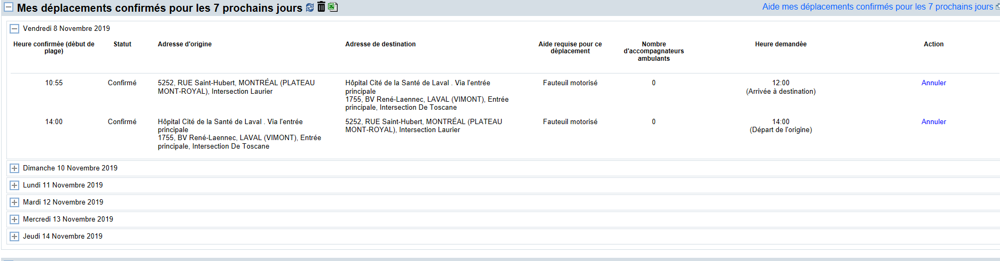 Mes déplacements confirmés pour les 7 prochains jours
Aide mes déplacements confirmés pour les 7 prochains jours
Vendredi 8 Novembre 2019
Heure confirmée (début de plage) Statut Adresse d'origine Adresse de destination Aide requise pour ce déplacement Nombre d'accompagnateurs ambulants Heure demandée Action
10:55 Confirmé 5252, RUE Saint-Hubert, MONTRÉAL (PLATEAU MONT-ROYAL), Intersection Laurier Hôpital Cité de la Santé de Laval . Via l'entrée principale 1755, BV René-Laennec, LAVAL (VIMONT), Entrée principale, Intersection De Toscane Fauteuil motorisé 0 12:00 (Arrivée à destination) Annuler
14:00 Confirmé Hôpital Cité de la Santé de Laval . Via l'entrée principale 1755, BV René-Laennec, LAVAL (VIMONT), Entrée principale, Intersection De Toscane 5252, RUE Saint-Hubert, MONTRÉAL (PLATEAU MONT-ROYAL), Intersection Laurier Fauteuil motorisé 0 14:00 (Départ de l'origine) Annuler
Dimanche 10 Novembre 2019
Lundi 11 Novembre 2019
Mardi 12 Novembre 2019
Mercredi 13 Novembre 2019
Jeudi 14 Novembre 2019